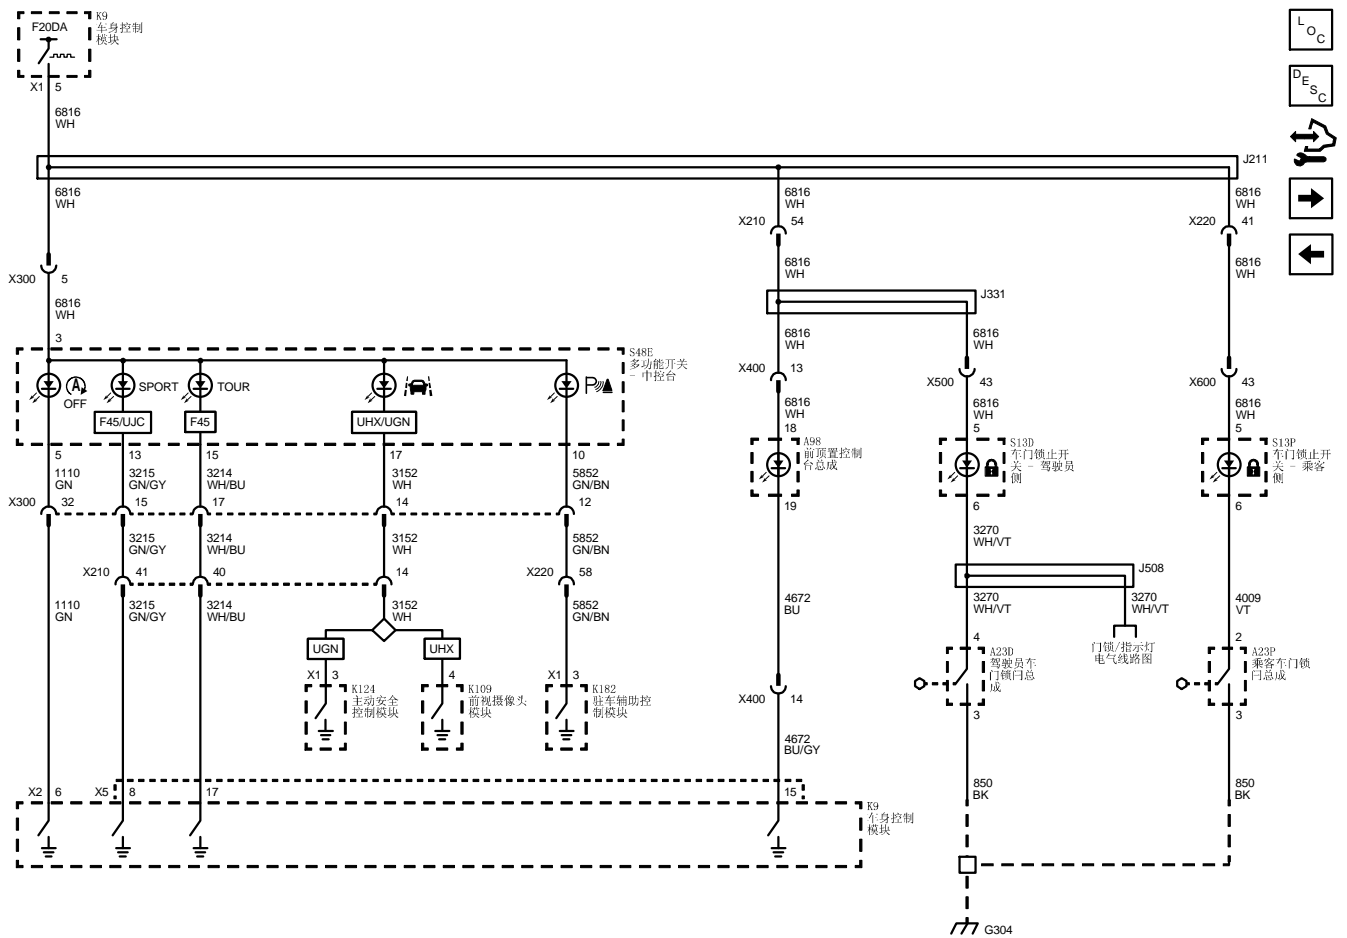 F20DA
K9
车身控制
模块
X1 5
6816
WH
J211
6816
WH
6816
WH
6816
WH
X210 54
X220 41
6816
WH
6816
WH
X300 5
J331
6816
WH
6816
WH
6816
WH
3
S48E
多功能开关
- 中控台
X400 13
X500 43
X600 43
A
OFF
SPORT
TOUR
P
6816
WH
6816
WH
6816
WH
F45/UJC
F45
UHX/UGN
18
5
5
A98
前顶置控制
台总成
S13D
车门锁止开
关 - 驾驶员
侧
S13P
车门锁止开
关 - 乘客
侧
5
13
15
17
10
1110
GN
3215
GN/GY
3214
WH/BU
3152
WH
5852
GN/BN
X300 32
15
17
14
12
19
6
6
3215
GN/GY
3214
WH/BU
3152
WH
5852
GN/BN
3270
WH/VT
X210 41
40
14
X220 58
J508
1110
GN
3215
GN/GY
3214
WH/BU
3152
WH
5852
GN/BN
4672
BU
3270
WH/VT
3270
WH/VT
4009
VT
UGN
UHX
4
2
门锁/指示灯
电气线路图
A23D
驾驶员车
门锁闩总
成
A23P
乘客车门锁
闩总成
X1 3
4
X1 3
K124
主动安全
控制模块
K109
前视摄像头
模块
K182
驻车辅助控
制模块
X400 14
3
3
4672
BU/GY
850
BK
850
BK
X2 6
X5 8
17
15
K9
车身控制
模块
G304
LOC
DESC